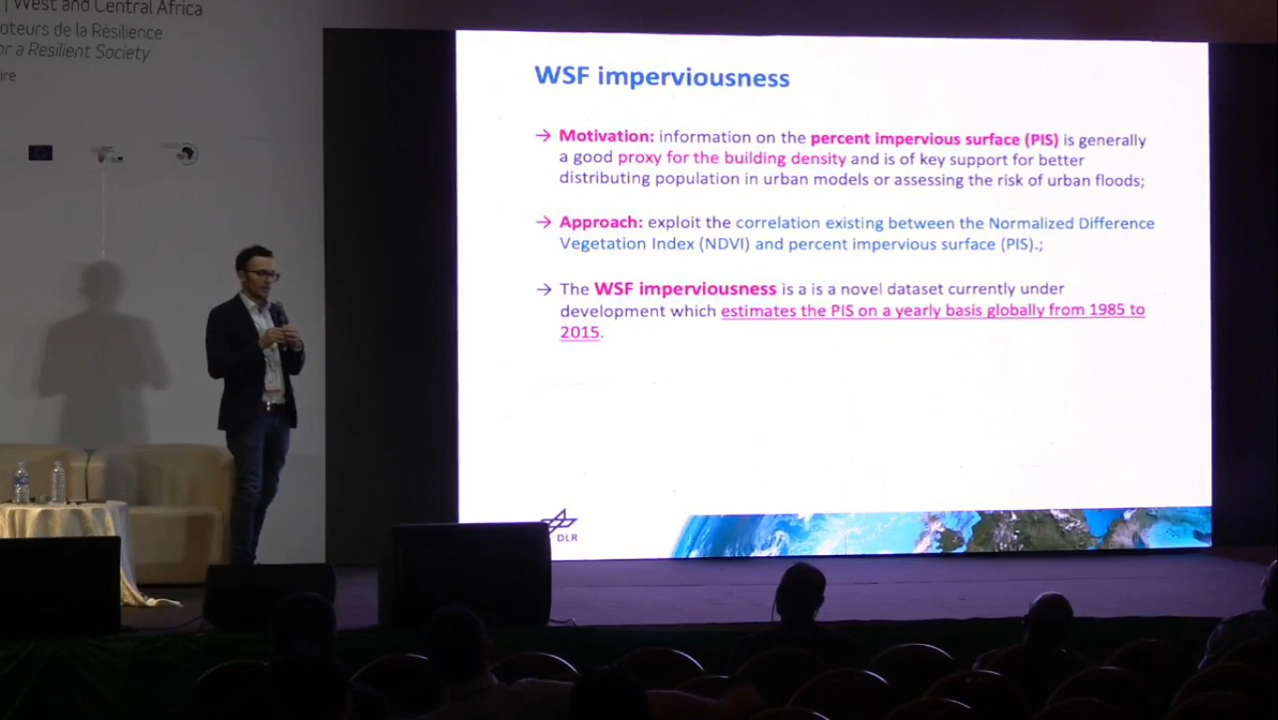 | West and Central Africa
oteurs de la Résilience
or a Resilient Society
ire
WSF imperviousness
→ Motivation: information on the percent impervious surface (PIS) is generally
a good proxy for the building density and is of key support for better
distributing population in urban models or assessing the risk of urban floods;
→ Approach: exploit the correlation existing between the Normalized Difference
Vegetation Index (NDVI) and percent impervious surface (PIS).;
→ The WSF imperviousness is a is a novel dataset currently under
development which estimates the PIS on a yearly basis globally from 1985 to
2015.
DLR